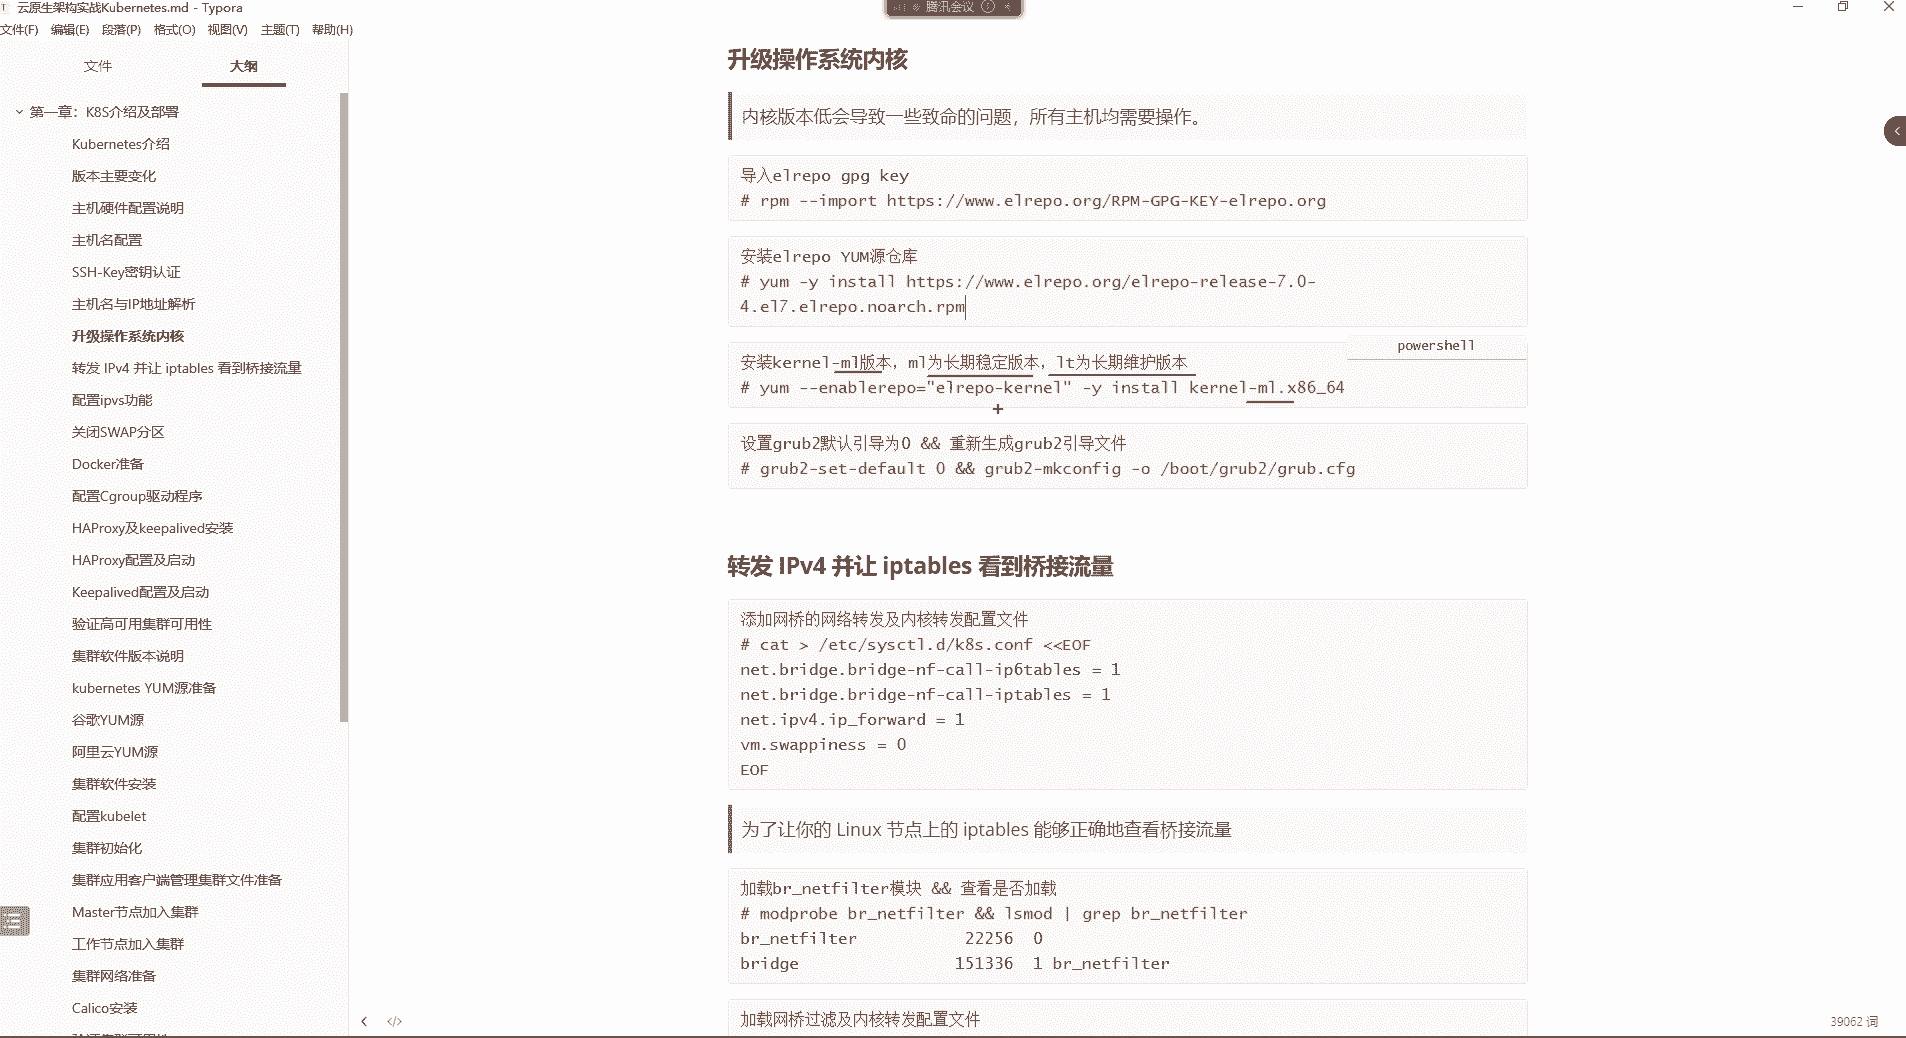 云原生架构实战Kubernetes.md - Typora
腾讯会议
文件(F) 编辑(E) 段落(P) 格式(O) 视图(V) 主题(T) 帮助(H)
文件 大纲
第一章：K8S介绍及部署
Kubernetes介绍
版本主要变化
主机硬件配置说明
主机名配置
SSH-Key密钥认证
主机名与IP地址解析
升级操作系统内核
转发 IPv4 并让 iptables 看到桥接流量
配置ipvs功能
关闭SWAP分区
Docker准备
配置Cgroup驱动程序
HAProxy及keepalived安装
HAProxy配置及启动
Keepalived配置及启动
验证高可用集群可用性
集群软件版本说明
kubernetes YUM源准备
谷歌YUM源
阿里云YUM源
集群软件安装
配置kubelet
集群初始化
集群应用客户端管理集群文件准备
Master节点加入集群
工作节点加入集群
集群网络准备
Calico安装
升级操作系统内核
内核版本低会导致一些致命的问题，所有主机均需要操作。
导入elrepo gpg key
# rpm --import https://www.elrepo.org/RPM-GPG-KEY-elrepo.org
安装elrepo YUM源仓库
# yum -y install https://www.elrepo.org/elrepo-release-7.0-
4.el7.elrepo.noarch.rpm
powershell
安装kernel-ml版本，ml为长期稳定版本，lt为长期维护版本
# yum --enablerepo="elrepo-kernel" -y install kernel-ml.x86_64
设置grub2默认引导为0 && 重新生成grub2引导文件
# grub2-set-default 0 && grub2-mkconfig -o /boot/grub2/grub.cfg
转发 IPv4 并让 iptables 看到桥接流量
添加网桥的网络转发及内核转发配置文件
# cat > /etc/sysctl.d/k8s.conf <<EOF
net.bridge.bridge-nf-call-ip6tables = 1
net.bridge.bridge-nf-call-iptables = 1
net.ipv4.ip_forward = 1
vm.swappiness = 0
EOF
为了让你的 Linux 节点上的 iptables 能够正确地查看桥接流量
加载br_netfilter模块 && 查看是否加载
# modprobe br_netfilter && lsmod | grep br_netfilter
br_netfilter 22256 0
bridge 151336 1 br_netfilter
加载网桥过滤及内核转发配置文件
39062 词